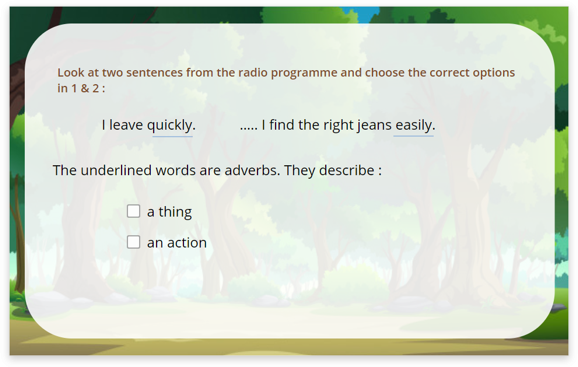 Look at two sentences from the radio programme and choose the correct options
in 1 & 2 :
I leave quickly. ..... I find the right jeans easily.
The underlined words are adverbs. They describe :
a thing
an action